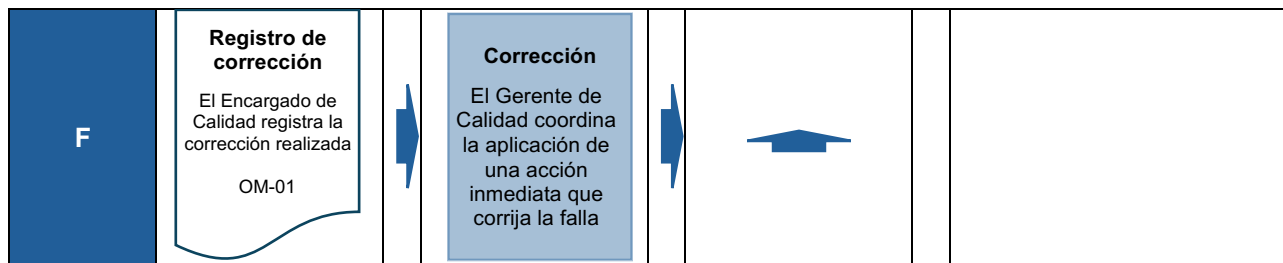 F
Registro de
corrección
El Encargado de
Calidad registra la
corrección realizada
OM-01
Corrección
El Gerente de
Calidad coordina
la aplicación de
una acción
inmediata que
corrija la falla